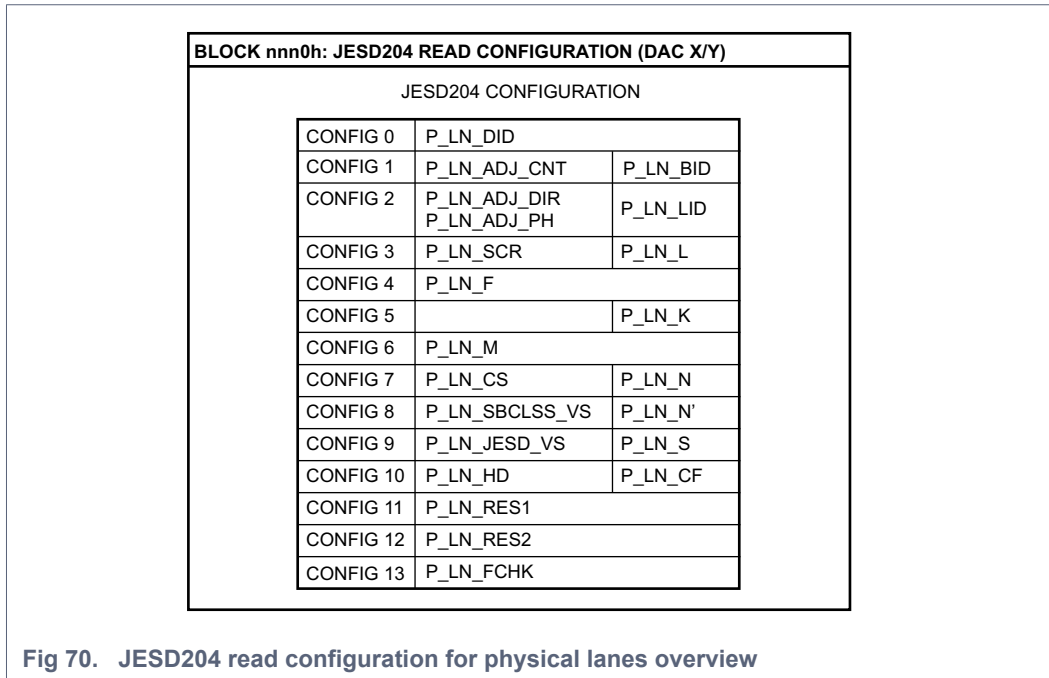 BLOCK nnn0h: JESD204 READ CONFIGURATION (DAC X/Y)
JESD204 CONFIGURATION
CONFIG 0 P_LN_DID
CONFIG 1 P_LN_ADJ_CNT P_LN_BID
CONFIG 2 P_LN_ADJ_DIR
P_LN_ADJ_PH P_LN_LID
CONFIG 3 P_LN_SCR P_LN_L
CONFIG 4 P_LN_F
CONFIG 5 P_LN_K
CONFIG 6 P_LN_M
CONFIG 7 P_LN_CS P_LN_N
CONFIG 8 P_LN_SBCLSS_VS P_LN_N’
CONFIG 9 P_LN_JESD_VS P_LN_S
CONFIG 10 P_LN_HD P_LN_CF
CONFIG 11 P_LN_RES1
CONFIG 12 P_LN_RES2
CONFIG 13 P_LN_FCHK
Fig 70. JESD204 read configuration for physical lanes overview